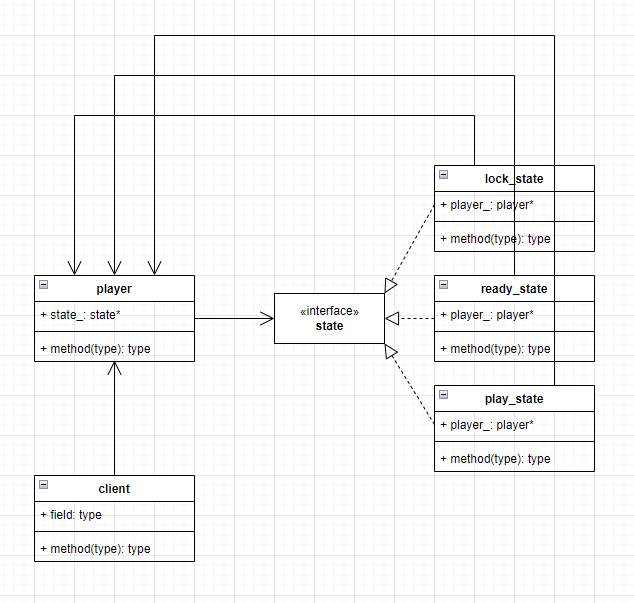 lock_state
+ player_: player*
+ method(type): type
player
+ state_: state*
+ method(type): type
«interface»
state
ready_state
+ player_: player*
+ method(type): type
play_state
+ player_: player*
+ method(type): type
client
+ field: type
+ method(type): type